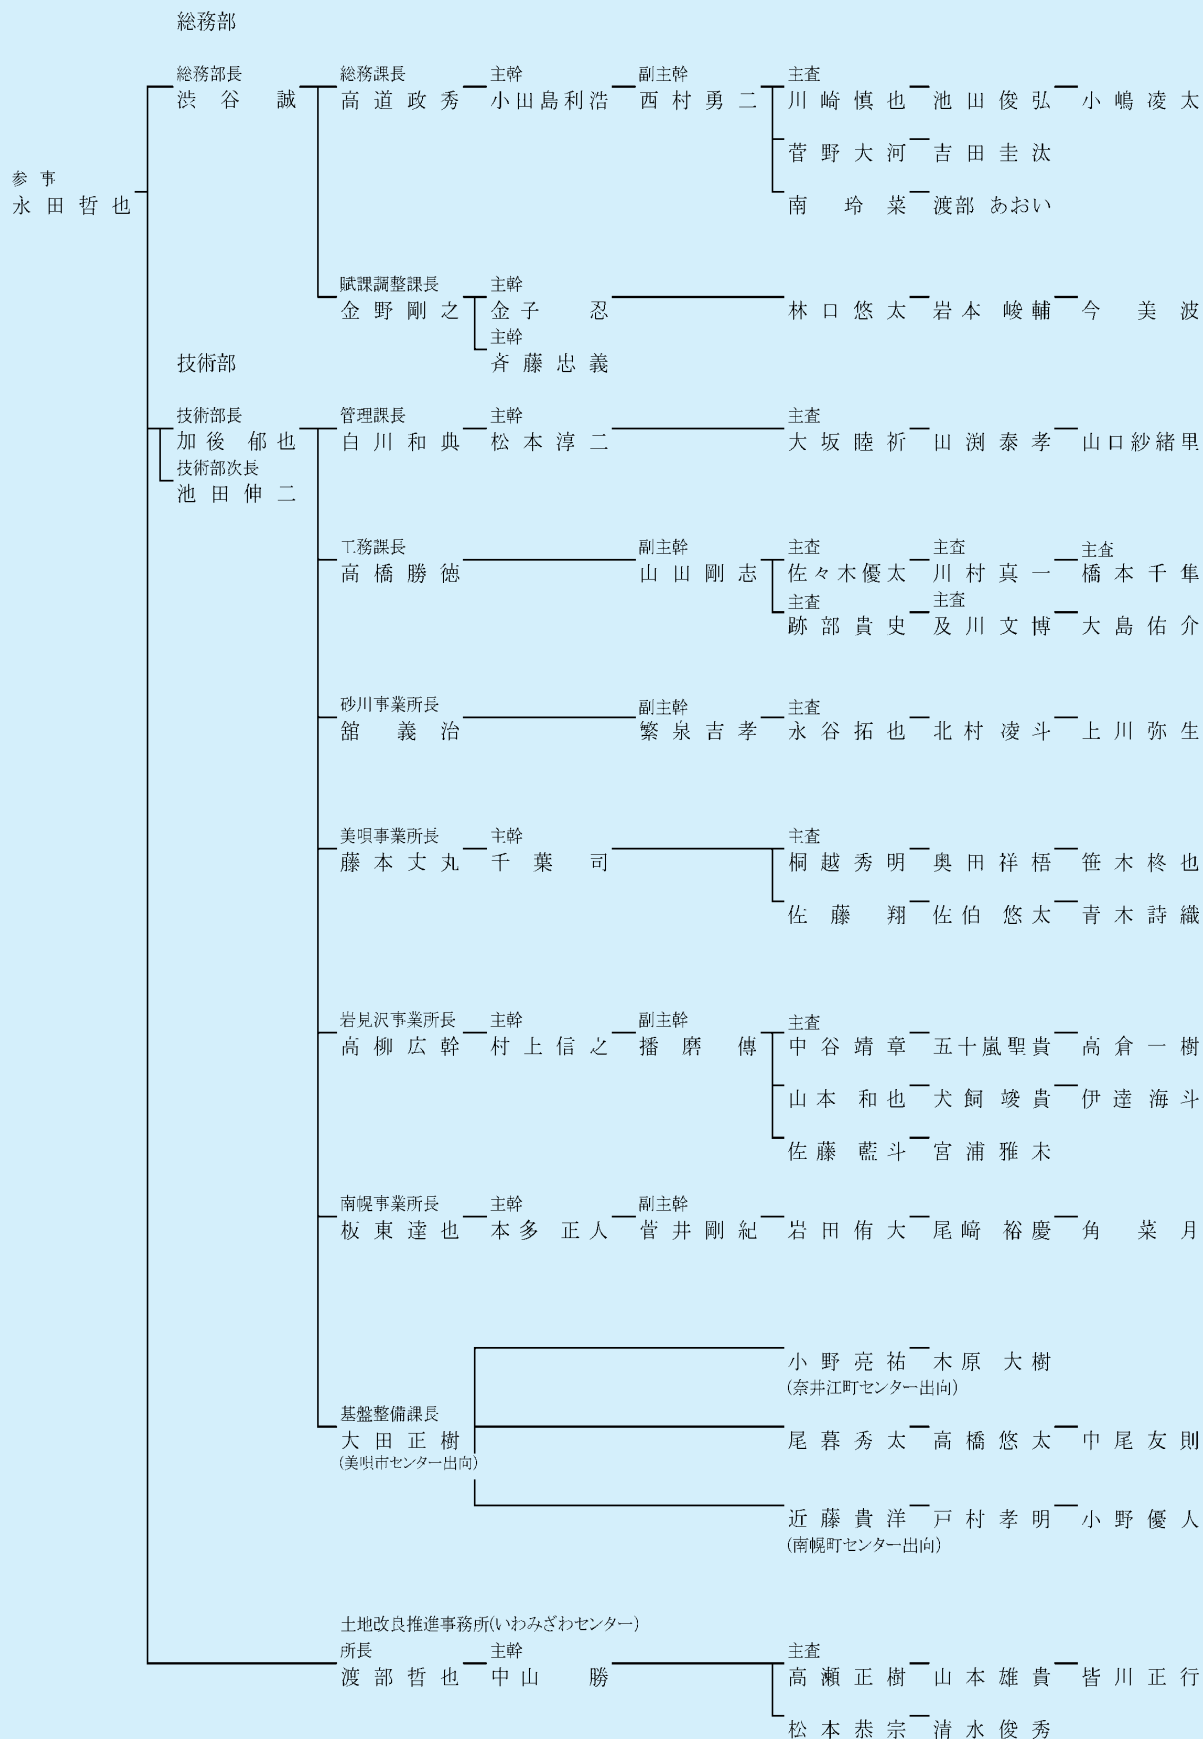 総務部
総務部長 総務課長 主幹 副主幹 主査
渋谷 誠 高道政秀 小田島利浩 西村勇二 川崎慎也 池田俊弘 小嶋凌太
菅野大河 吉田圭汰
参事
永田哲也
南 玲菜 渡部 あおい
賦課調整課長 主幹
金野剛之 金子 忍 林口悠太 岩本 峻輔 今 美波
主幹
斉藤忠義
技術部
技術部長 管理課長 主幹 主査
加後 郁也 白川和典 松本淳二 大坂睦祈 田渕泰孝 山口紗緒里
技術部次長
池田伸二
工務課長 副主幹 主査 主査 主査
高橋勝徳 山田剛志 佐々木優太 川村真一 橋本千隼
主査 主査
跡部貴史 及川文博 大島佑介
砂川事業所長 副主幹 主査
舘 義治 繁泉吉孝 永谷拓也 北村凌斗 上川弥生
美唄事業所長 主幹 主査
藤本丈丸 千葉 司 桐越秀明 奥田祥梧 笹木柊也
佐藤 翔 佐伯 悠太 青木詩織
岩見沢事業所長 主幹 副主幹 主査
高柳広幹 村上信之 播磨 傳 中谷靖章 五十嵐聖貴 高倉一樹
山本 和也 犬飼竣貴 伊達海斗
佐藤 藍斗 宮浦雅未
南幌事業所長 主幹 副主幹
板東達也 本多 正人 菅井剛紀 岩田侑大 尾﨑 裕慶 角 菜月
小野亮祐 木原 大樹
(奈井江町センター出向)
基盤整備課長
大田正樹 尾暮秀太 高橋悠太 中尾友則
(美唄市センター出向)
近藤貴洋 戸村孝明 小野優人
(南幌町センター出向)
土地改良推進事務所(いわみざわセンター)
所長 主幹 主査
渡部哲也 中山 勝 高瀬正樹 山本雄貴 皆川正行
松本恭宗 清水俊秀